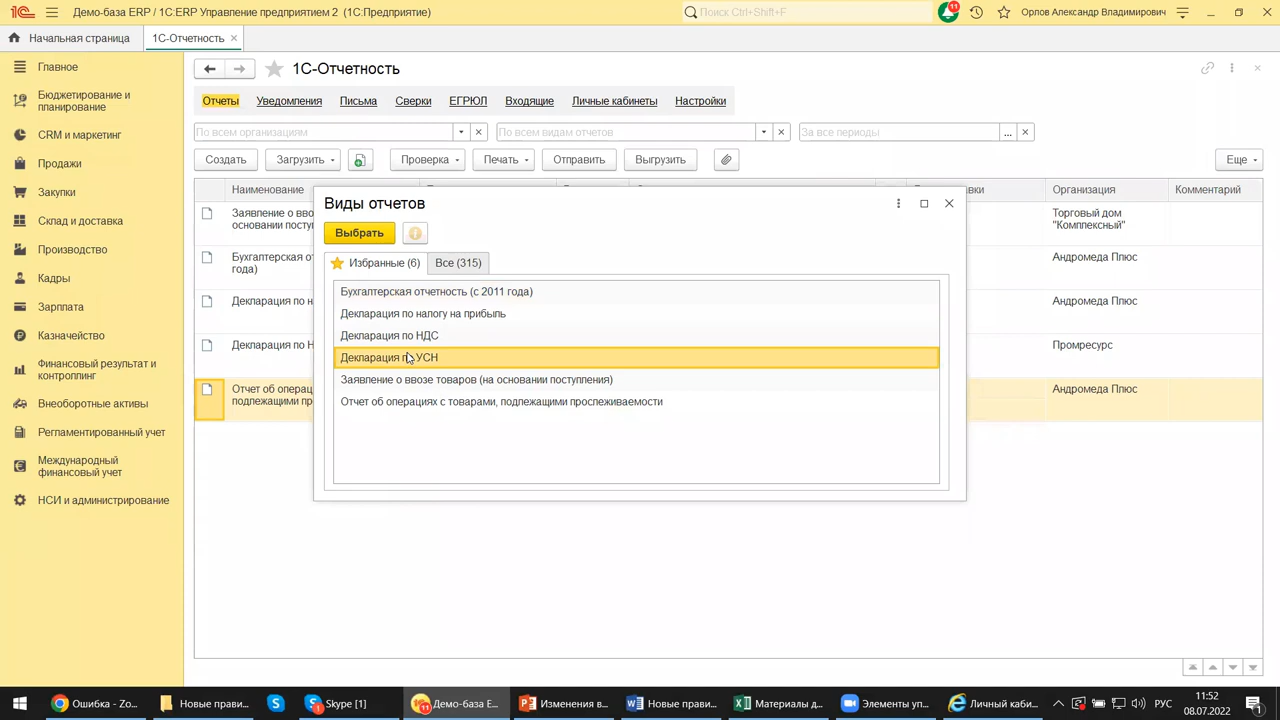 Демо-база ERP / 1С:ERP Управление предприятием 2 (1С:Предприятие)
Поиск Ctrl+Shift+F
11
Орлов Александр Владимирович
Начальная страница
1С-Отчетность
Главное
Бюджетирование и
планирование
CRM и маркетинг
Продажи
Закупки
Склад и доставка
Производство
Кадры
Зарплата
Казначейство
Финансовый результат и
контроллинг
Внеоборотные активы
Регламентированный учет
Международный
финансовый учет
НСИ и администрирование
1С-Отчетность
Отчеты Уведомления Письма Сверки ЕГРЮЛ Входящие Личные кабинеты Настройки
По всем организациям
По всем видам отчетов
За все периоды
Создать Загрузить Проверка Печать Отправить Выгрузить Еще
Наименование
Организация
Комментарий
Заявление о ввозе
Торговый дом
"Комплексный"
Бухгалтерская о
года)
Андромеда Плюс
Декларация по н
Андромеда Плюс
Декларация по Н
Промресурс
Отчет об операц
подлежащими пр
Андромеда Плюс
Виды отчетов
Выбрать
Избранные (6)
Все (315)
Бухгалтерская отчетность (с 2011 года)
Декларация по налогу на прибыль
Декларация по НДС
Декларация по УСН
Заявление о ввозе товаров (на основании поступления)
Отчет об операциях с товарами, подлежащими прослеживаемости
Ошибка - Zo...
Новые прави...
Skype [1]
Демо-база E...
Изменения в...
Новые прави...
Материалы д...
Элементы уп...
Личный каби...
РУС
11:52
08.07.2022